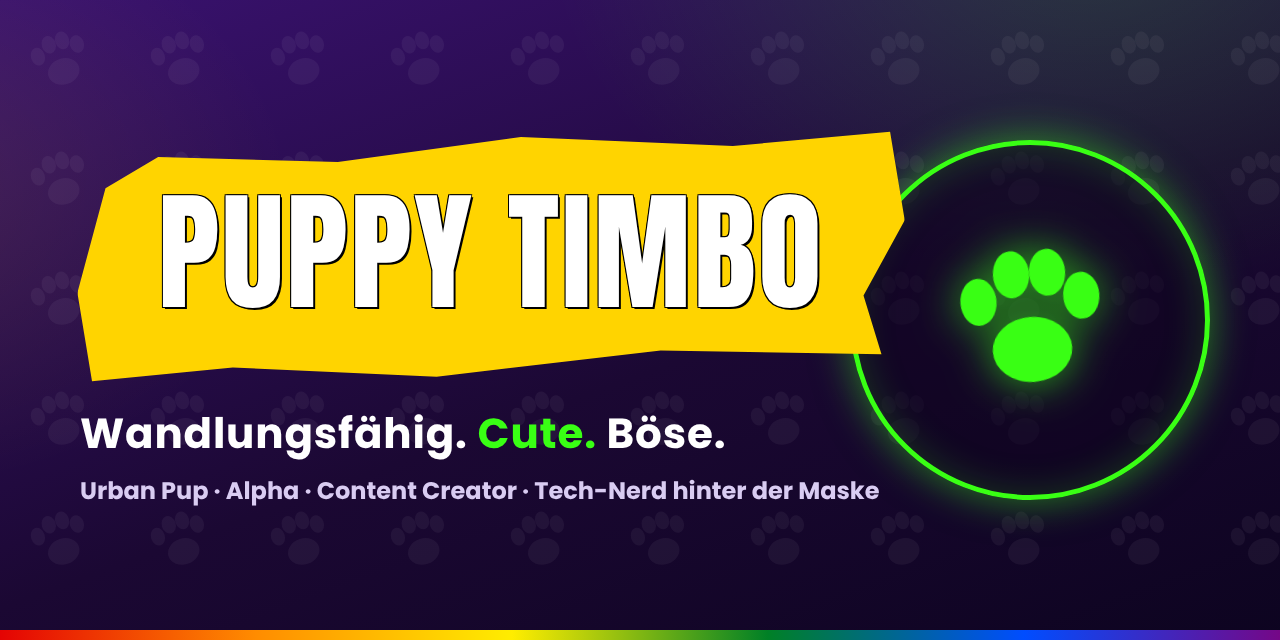 PUPPY TIMBO
Wandlungsfähig. Cute. Böse.
Urban Pup · Alpha · Content Creator · Tech-Nerd hinter der Maske